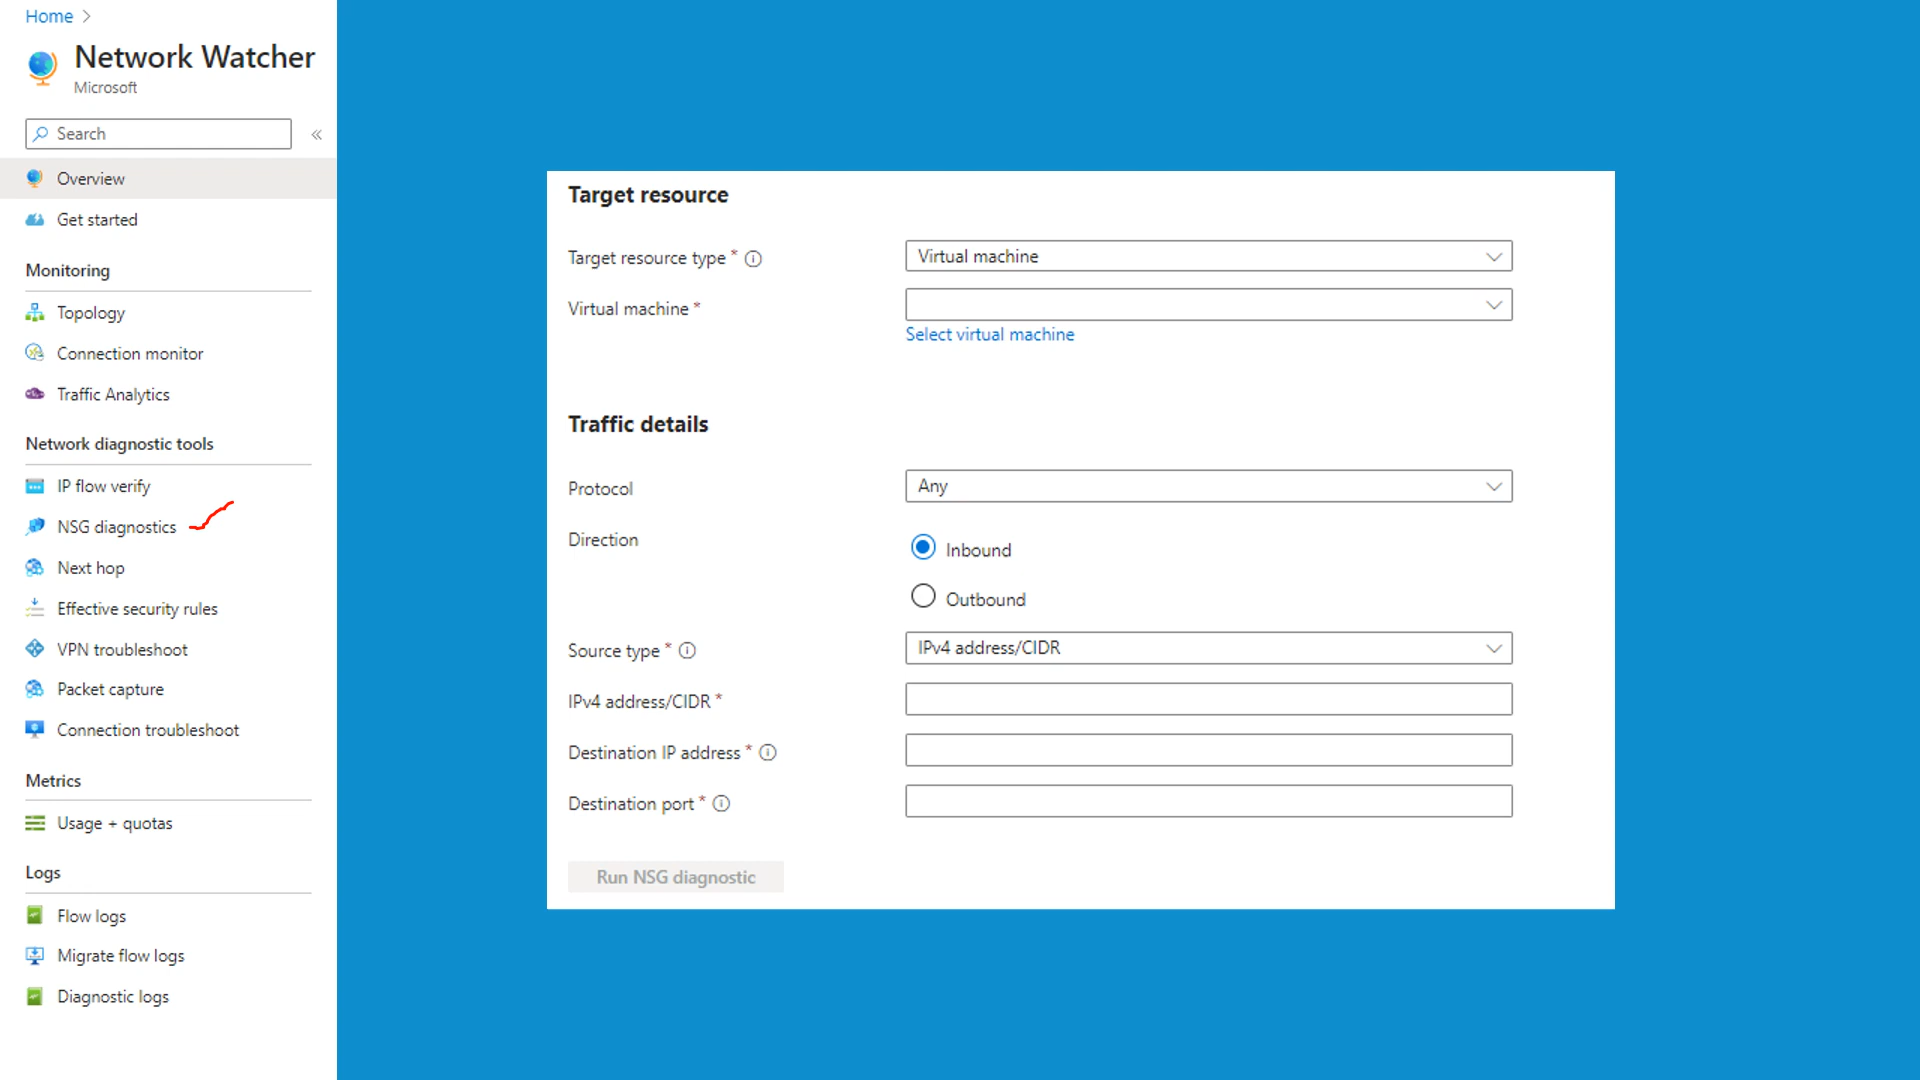 Home
Network Watcher
Microsoft
Search
Overview
Get started
Monitoring
Topology
Connection monitor
Traffic Analytics
Network diagnostic tools
IP flow verify
NSG diagnostics
Next hop
Effective security rules
VPN troubleshoot
Packet capture
Connection troubleshoot
Metrics
Usage + quotas
Logs
Flow logs
Migrate flow logs
Diagnostic logs
Target resource
Target resource type *
Virtual machine
Virtual machine *
Select virtual machine
Traffic details
Protocol
Any
Direction
Inbound
Outbound
Source type *
IPv4 address/CIDR
IPv4 address/CIDR *
Destination IP address *
Destination port *
Run NSG diagnostic